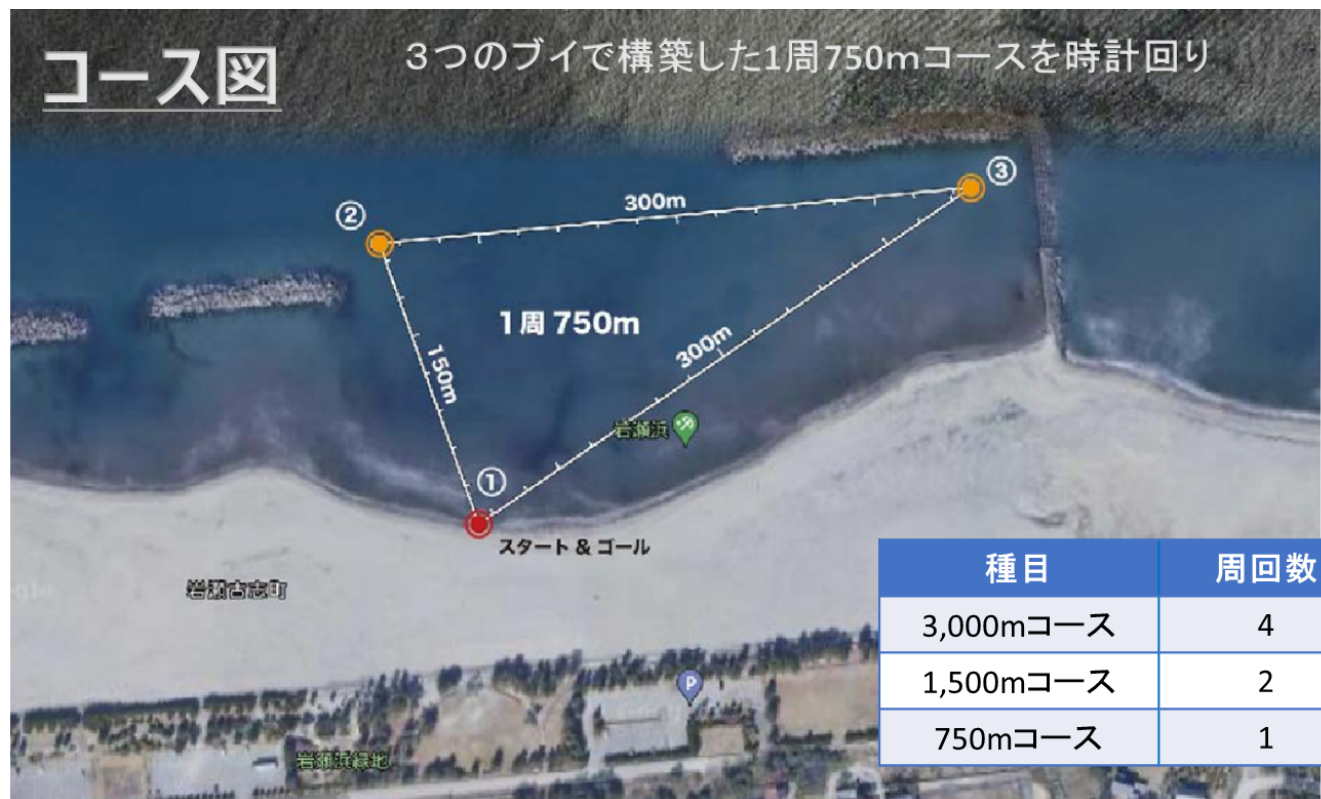 コース図
３つのブイで構築した1周750ｍコースを時計回り
③
300m
②
1周 750m
300m
150m
岩瀬浜
①
スタート & ゴール
岩瀬古志町
種目 周回数
3,000mコース 4
1,500mコース 2
P
750mコース 1
岩瀬浜緑地